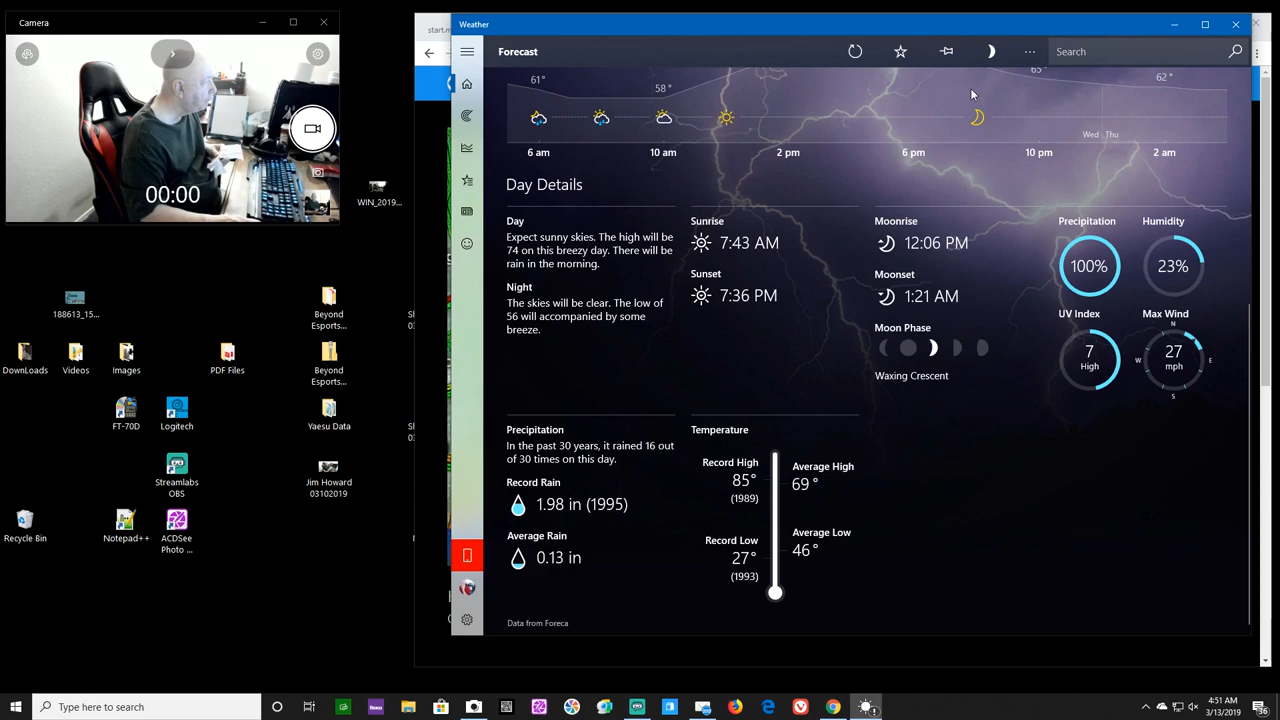 Camera
00:00
WIN_2019...
188613_15...
Beyond
Esports...
DownLoads
Videos
Images
PDF Files
Beyond
Esports...
FT-70D
Logitech
Yaesu Data
Streamlabs
OBS
Jim Howard
03102019
Recycle Bin
Notepad++
ACDSee
Photo ...
start.m
Weather
Forecast
Search
61°
58°
65°
62°
Wed
Thu
6 am
10 am
2 pm
6 pm
10 pm
2 am
Day Details
Day
Expect sunny skies. The high will be
74 on this breezy day. There will be
rain in the morning.
Night
The skies will be clear. The low of
56 will accompanied by some
breeze.
Sunrise
7:43 AM
Sunset
7:36 PM
Moonrise
12:06 PM
Moonset
1:21 AM
Moon Phase
Waxing Crescent
Precipitation
100%
Humidity
23%
UV Index
7
High
Max Wind
N
W
E
S
27
mph
Precipitation
In the past 30 years, it rained 16 out
of 30 times on this day.
Record Rain
1.98 in (1995)
Average Rain
0.13 in
Temperature
Record High
85°
(1989)
Average High
69 °
Record Low
27°
(1993)
Average Low
46 °
Data from Foreca
Type here to search
Roku
4:51 AM
3/13/2019
36